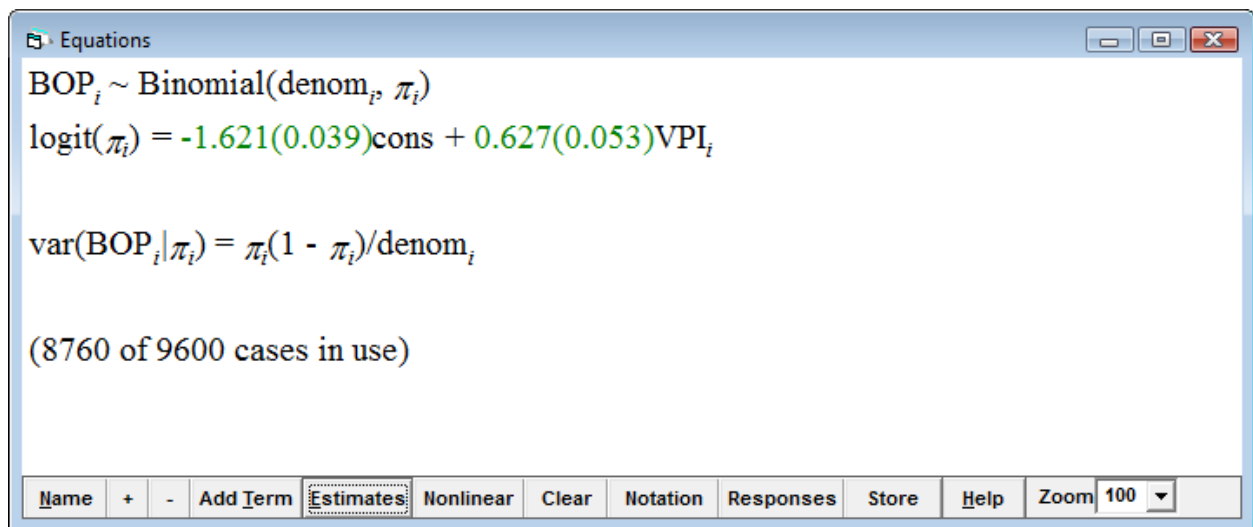 Equations
BOPᵢ ~ Binomial(denomᵢ, πᵢ)
logit(πᵢ) = -1.621(0.039)cons + 0.627(0.053)VPIᵢ
var(BOPᵢ|πᵢ) = πᵢ(1 - πᵢ)/denomᵢ
(8760 of 9600 cases in use)
Name + - Add Term Estimates Nonlinear Clear Notation Responses Store Help Zoom 100